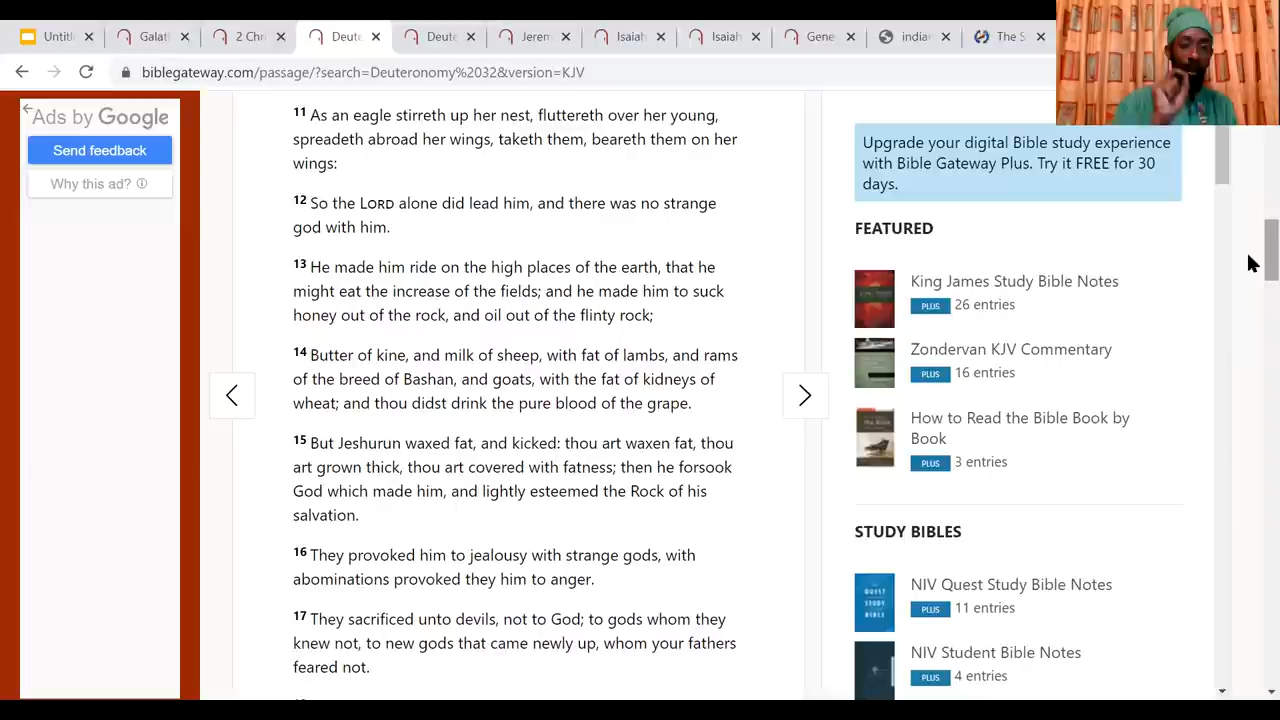 Untitl
Galat
2 Chr
Deute
Deute
Jerem
Isaiah
Isaiah
Gene
indian
The S
biblegateway.com/passage/?search=Deuteronomy%2032&version=KJV
Ads by Google
Send feedback
Why this ad?
11 As an eagle stirreth up her nest, fluttereth over her young,
spreadeth abroad her wings, taketh them, beareth them on her
wings:
12 So the LORD alone did lead him, and there was no strange
god with him.
13 He made him ride on the high places of the earth, that he
might eat the increase of the fields; and he made him to suck
honey out of the rock, and oil out of the flinty rock;
14 Butter of kine, and milk of sheep, with fat of lambs, and rams
of the breed of Bashan, and goats, with the fat of kidneys of
wheat; and thou didst drink the pure blood of the grape.
15 But Jeshurun waxed fat, and kicked: thou art waxen fat, thou
art grown thick, thou art covered with fatness; then he forsook
God which made him, and lightly esteemed the Rock of his
salvation.
16 They provoked him to jealousy with strange gods, with
abominations provoked they him to anger.
17 They sacrificed unto devils, not to God; to gods whom they
knew not, to new gods that came newly up, whom your fathers
feared not.
Upgrade your digital Bible study experience
with Bible Gateway Plus. Try it FREE for 30
days.
FEATURED
King James Study Bible Notes
PLUS 26 entries
Zondervan KJV Commentary
PLUS 16 entries
How to Read the Bible Book by
Book
PLUS 3 entries
STUDY BIBLES
NIV Quest Study Bible Notes
PLUS 11 entries
NIV Student Bible Notes
PLUS 4 entries